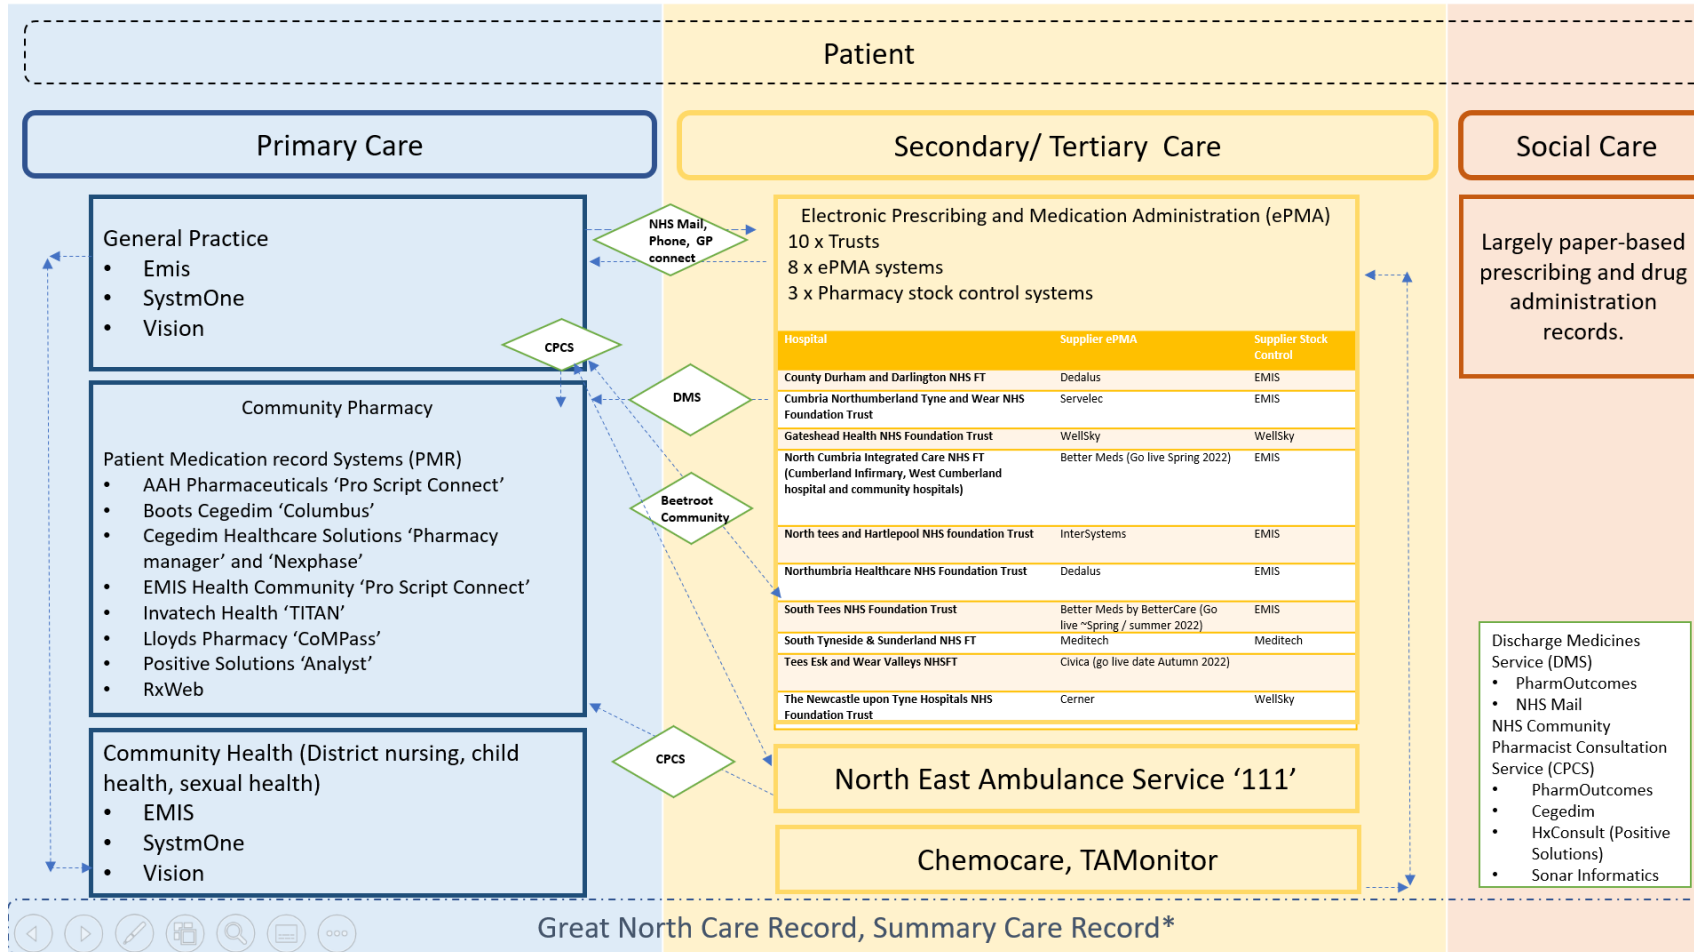 Patient
Primary Care
Secondary/ Tertiary  Care
Social Care
General Practice
• Emis
• SystmOne
• Vision
NHS Mail,
Phone,  GP
connect
CPCS
DMS
Beetroot
Community
CPCS
Community Pharmacy
Patient Medication record Systems (PMR)
• AAH Pharmaceuticals ‘Pro Script Connect’
• Boots Cegedim ‘Columbus’
• Cegedim Healthcare Solutions ‘Pharmacy
manager’ and ‘Nexphase’
• EMIS Health Community ‘Pro Script Connect’
• Invatech Health ‘TITAN’
• Lloyds Pharmacy ‘CoMPass’
• Positive Solutions ‘Analyst’
• RxWeb
Community Health (District nursing, child
health, sexual health)
• EMIS
• SystmOne
• Vision
Electronic Prescribing and Medication Administration (ePMA)
10 x Trusts
8 x ePMA systems
3 x Pharmacy stock control systems
Hospital Supplier ePMA Supplier Stock
Control
County Durham and Darlington NHS FT Dedalus EMIS
Cumbria Northumberland Tyne and Wear NHS Servelec EMIS
Foundation Trust
Gateshead Health NHS Foundation Trust WellSky WellSky
North Cumbria Integrated Care NHS FT Better Meds (Go live Spring 2022) EMIS
(Cumberland Infirmary, West Cumberland
hospital and community hospitals)
North tees and Hartlepool NHS foundation Trust InterSystems EMIS
Northumbria Healthcare NHS Foundation Trust Dedalus EMIS
South Tees NHS Foundation Trust Better Meds by BetterCare (Go EMIS
live ~Spring / summer 2022)
South Tyneside & Sunderland NHS FT Meditech Meditech
Tees Esk and Wear Valleys NHSFT Civica (go live date Autumn 2022)
The Newcastle upon Tyne Hospitals NHS Cerner WellSky
Foundation Trust
North East Ambulance Service ‘111’
Chemocare, TAMonitor
Largely paper-based
prescribing and drug
administration
records.
Discharge Medicines
Service (DMS)
• PharmOutcomes
• NHS Mail
NHS Community
Pharmacist Consultation
Service (CPCS)
• PharmOutcomes
• Cegedim
• HxConsult (Positive
Solutions)
• Sonar Informatics
Great North Care Record, Summary Care Record*